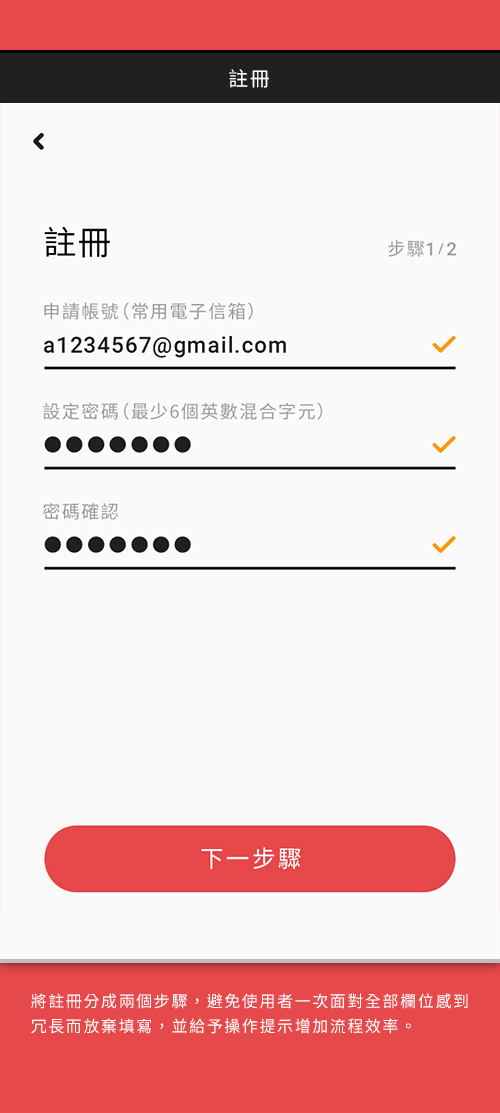 註冊
註冊
步驟1/2
申請帳號(常用電子信箱)
a1234567@gmail.com
設定密碼(最少6個英數混合字元)
●●●●●●●
密碼確認
●●●●●●●
下一步驟
將註冊分成兩個步驟，避免使用者一次面對全部欄位感到
冗長而放棄填寫，並給予操作提示增加流程效率。